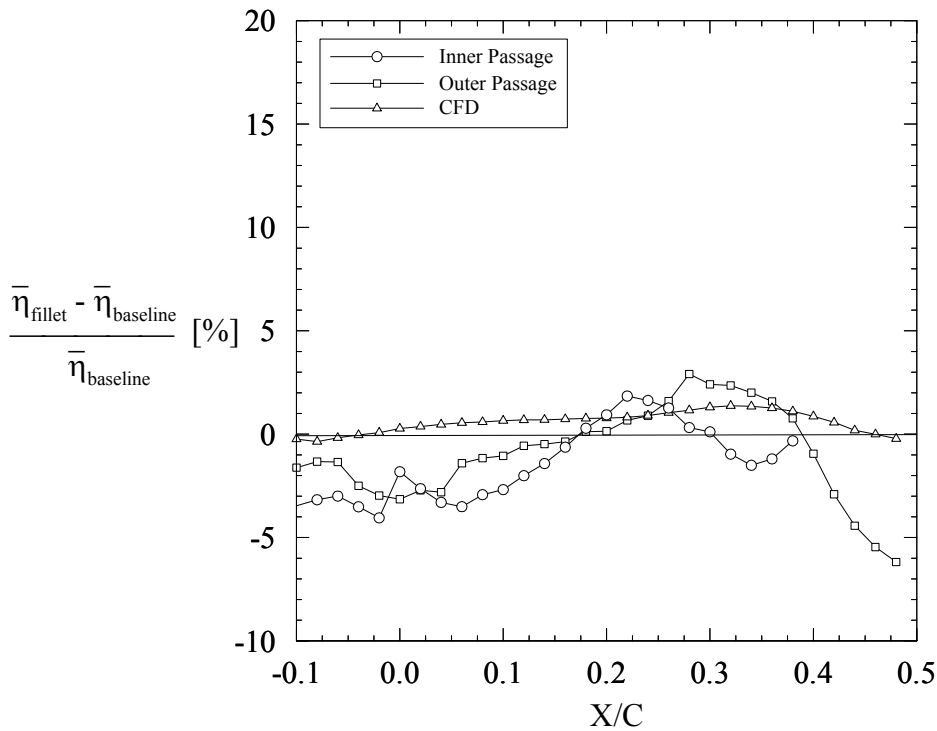 20
15
10
5
0
-5
-10
Inner Passage
Outer Passage
CFD
η̅fillet - η̅baseline
η̅baseline
[%]
-0.1 0.0 0.1 0.2 0.3 0.4 0.5
X/C